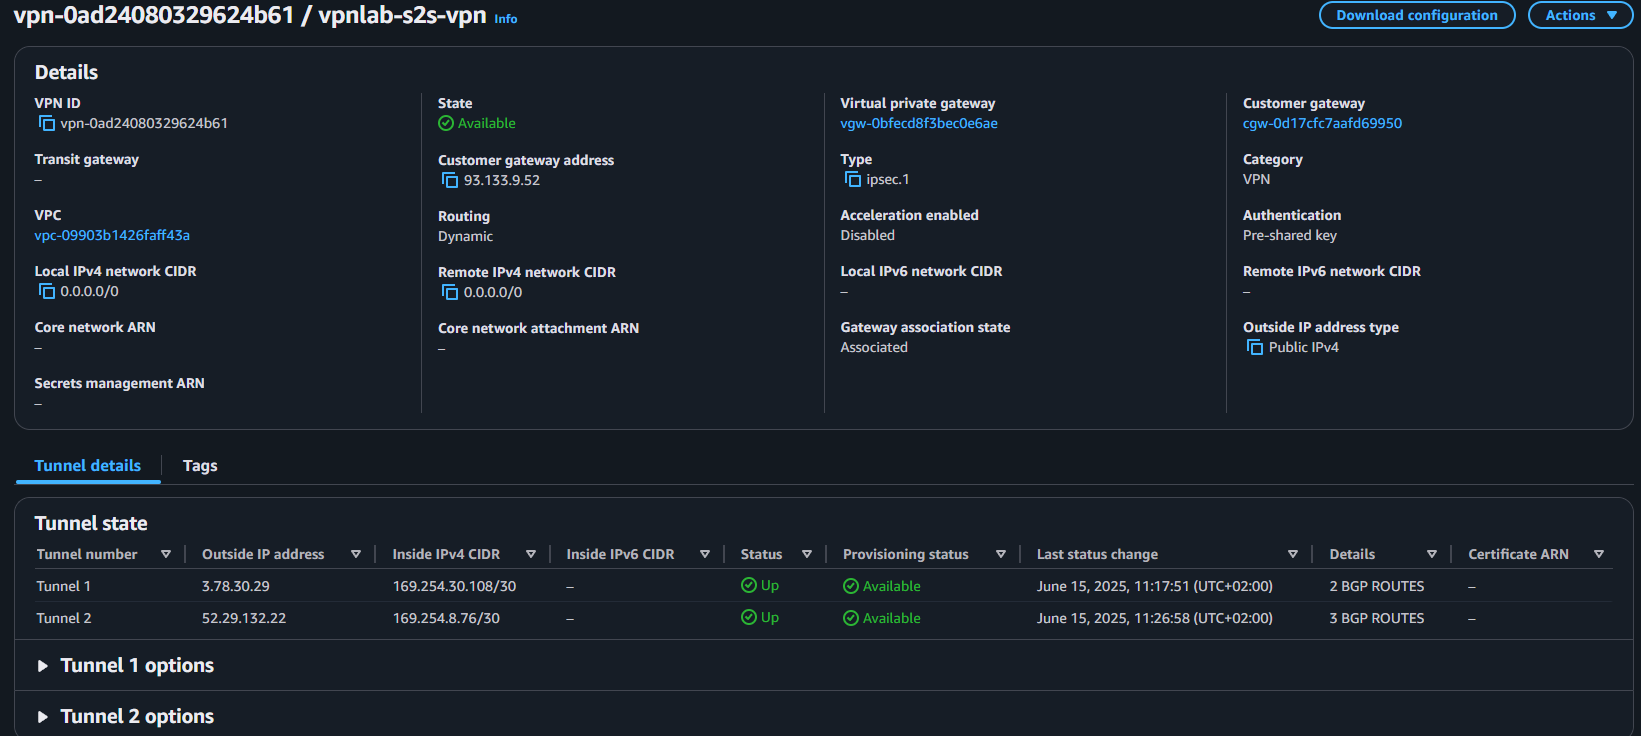 vpn-0ad24080329624b61 / vpnlab-s2s-vpn Info
Download configuration
Actions
Details
VPN ID
vpn-0ad24080329624b61
State
Available
Virtual private gateway
vgw-0bfecd8f3bec0e6ae
Customer gateway
cgw-0d17cfc7aafd69950
Transit gateway
–
Customer gateway address
93.133.9.52
Type
ipsec.1
Category
VPN
VPC
vpc-09903b1426faff43a
Routing
Dynamic
Acceleration enabled
Disabled
Authentication
Pre-shared key
Local IPv4 network CIDR
0.0.0.0/0
Remote IPv4 network CIDR
0.0.0.0/0
Local IPv6 network CIDR
–
Remote IPv6 network CIDR
–
Core network ARN
–
Core network attachment ARN
–
Gateway association state
Associated
Outside IP address type
Public IPv4
Secrets management ARN
–
Tunnel details
Tags
Tunnel state
Tunnel number Outside IP address Inside IPv4 CIDR Inside IPv6 CIDR Status Provisioning status Last status change Details Certificate ARN
Tunnel 1 3.78.30.29 169.254.30.108/30 – Up Available June 15, 2025, 11:17:51 (UTC+02:00) 2 BGP ROUTES –
Tunnel 2 52.29.132.22 169.254.8.76/30 – Up Available June 15, 2025, 11:26:58 (UTC+02:00) 3 BGP ROUTES –
Tunnel 1 options
Tunnel 2 options